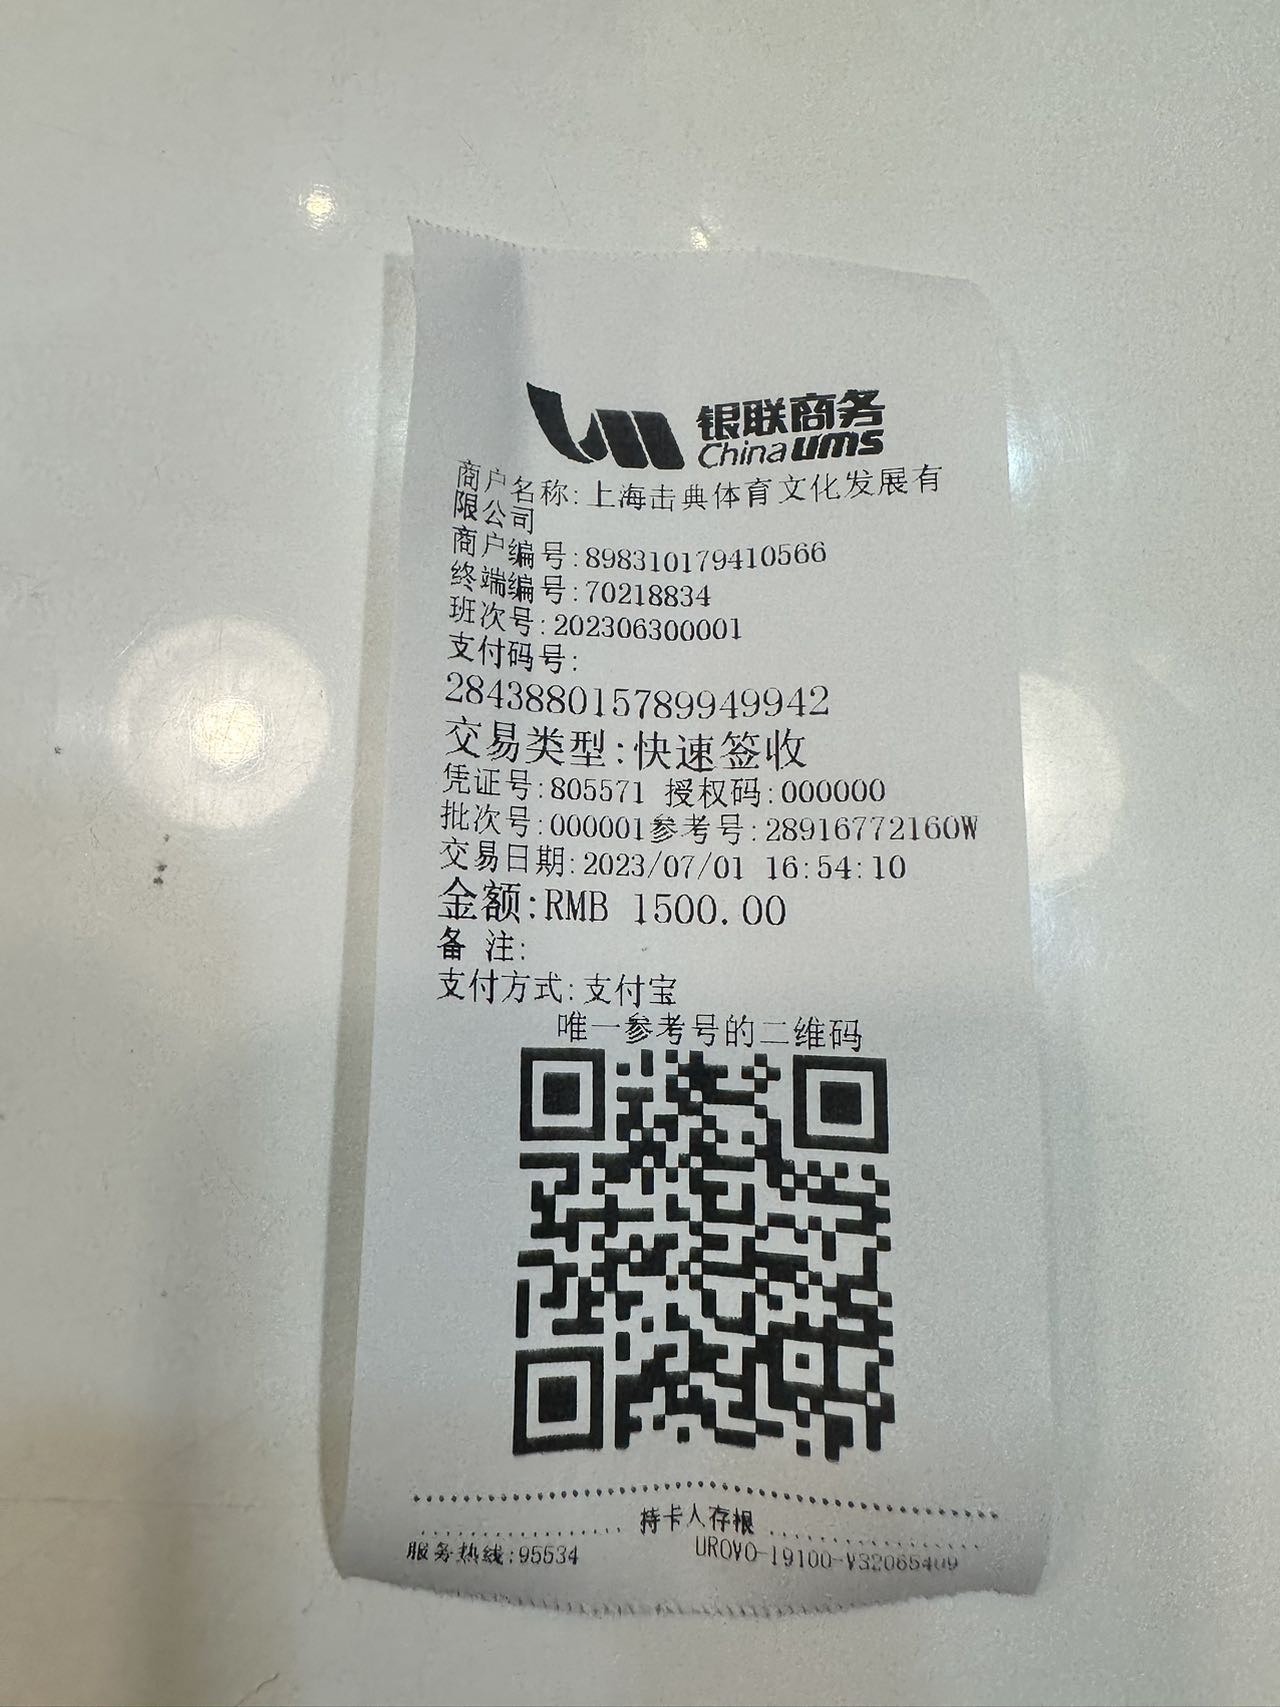 银联商务
China ums
商户名称:上海击典体育文化发展有
限公司
商户编号:898310179410566
终端编号:70218834
班次号:202306300001
支付码号:
284388015789949942
交易类型:快速签收
凭证号:805571 授权码:000000
批次号:000001参考号:28916772160W
交易日期:2023/07/01 16:54:10
金额:RMB 1500.00
备 注:
支付方式:支付宝
唯一参考号的二维码
持卡人存根
服务热线:95534 UROVO-I9100-V32065409